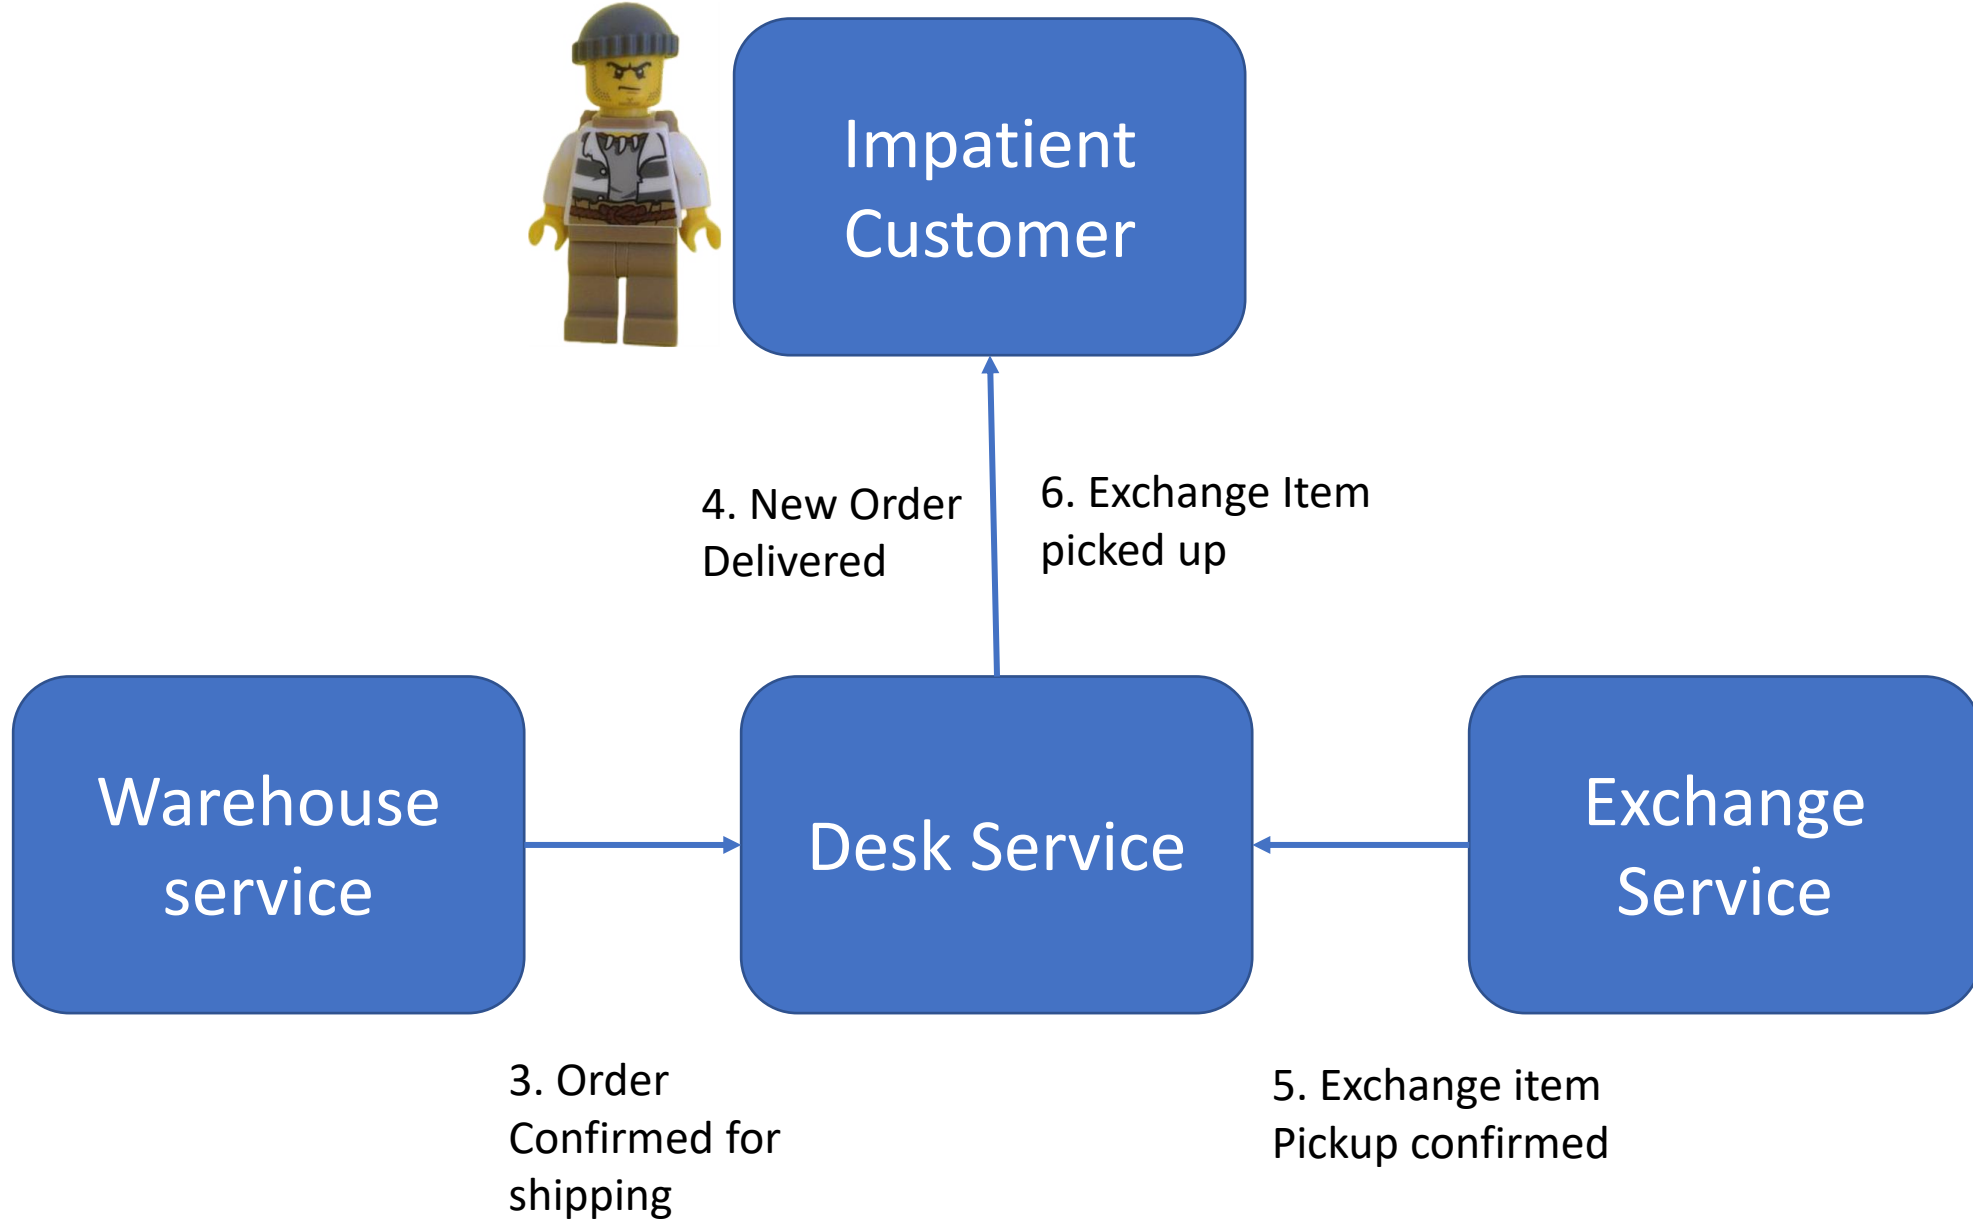 Impatient
Customer
4. New Order
Delivered
6. Exchange Item
picked up
Warehouse
service
Desk Service
Exchange
Service
3. Order
Confirmed for
shipping
5. Exchange item
Pickup confirmed